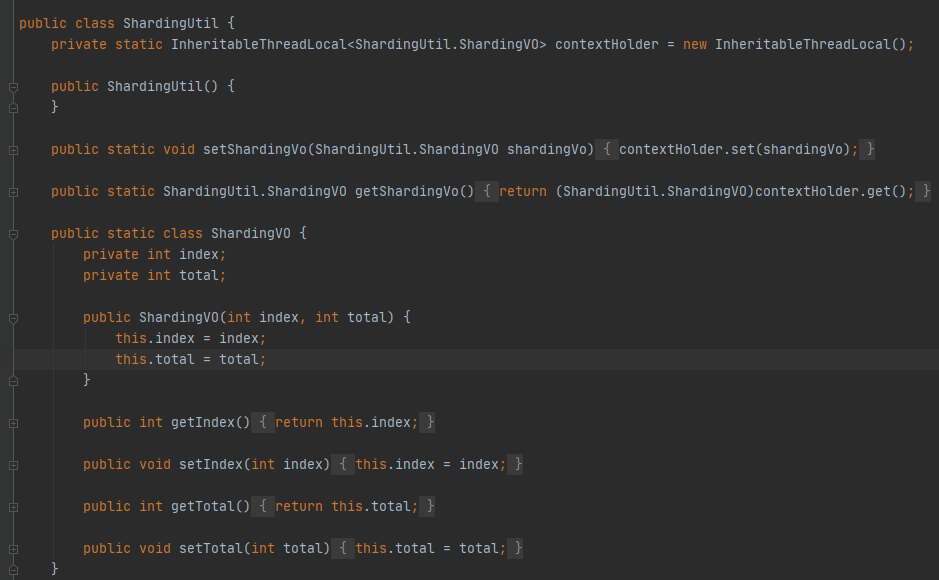 public class ShardingUtil {
    private static InheritableThreadLocal<ShardingUtil.ShardingVO> contextHolder = new InheritableThreadLocal();
    public ShardingUtil() {
    }
    public static void setShardingVo(ShardingUtil.ShardingVO shardingVo) { contextHolder.set(shardingVo); }
    public static ShardingUtil.ShardingVO getShardingVo() { return (ShardingUtil.ShardingVO)contextHolder.get(); }
    public static class ShardingVO {
        private int index;
        private int total;
        public ShardingVO(int index, int total) {
            this.index = index;
            this.total = total;
        }
        public int getIndex() { return this.index; }
        public void setIndex(int index) { this.index = index; }
        public int getTotal() { return this.total; }
        public void setTotal(int total) { this.total = total; }
    }